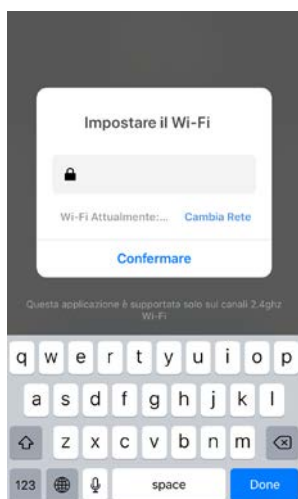 Impostare il Wi-Fi
Wi-Fi Attualmente:... Cambia Rete
Confermare
Questa applicazione è supportata solo sui canali 2.4ghz
Wi-Fi
q w e r t y u i o p
a s d f g h j k l
z x c v b n m
123 space Done